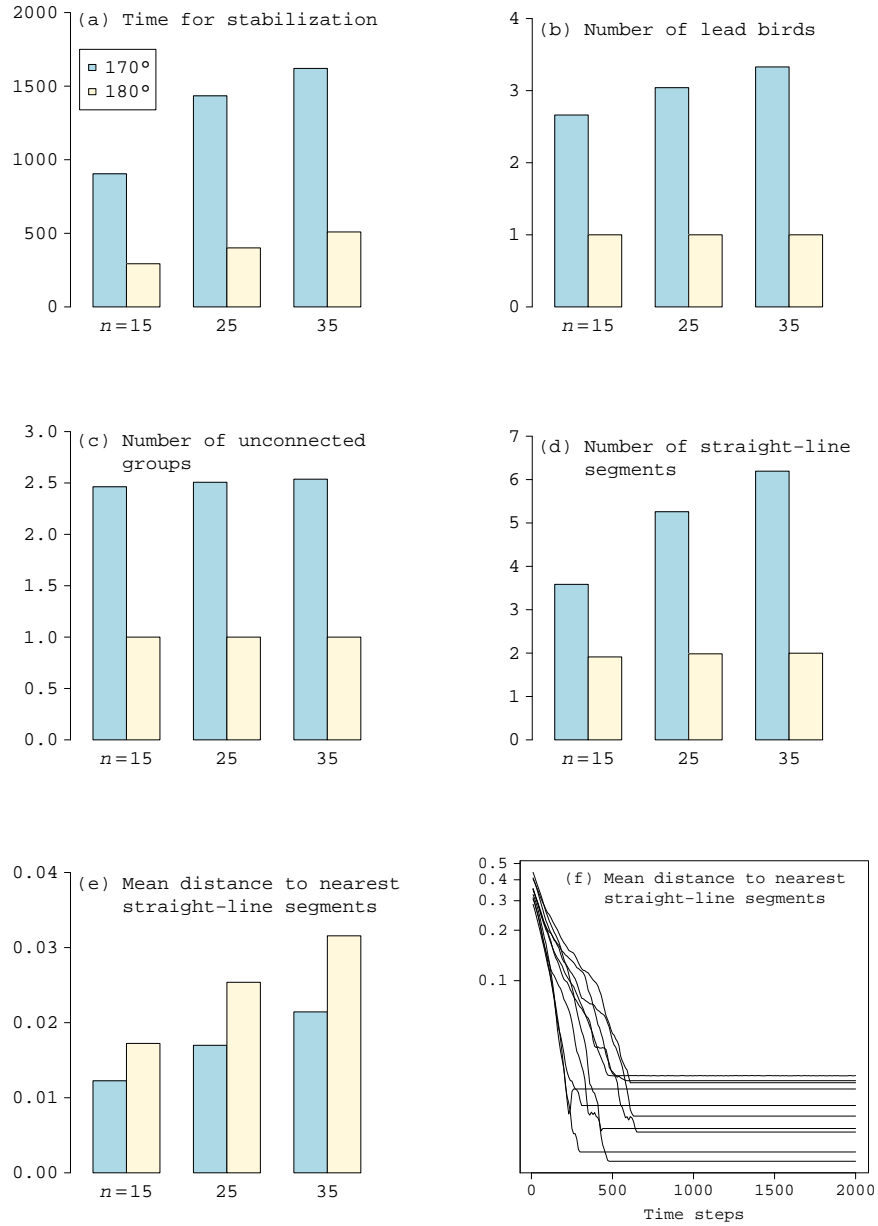 (a) Time for stabilization
2000
1500
1000
500
0
170°
180°
n=15 25 35
(b) Number of lead birds
4
3
2
1
0
n=15 25 35
(c) Number of unconnected
groups
3.0
2.5
2.0
1.5
1.0
0.5
0.0
n=15 25 35
(d) Number of straight-line
segments
7
6
5
4
3
2
1
0
n=15 25 35
(e) Mean distance to nearest
straight-line segments
0.04
0.03
0.02
0.01
0.00
n=15 25 35
(f) Mean distance to nearest
straight-line segments
0.5
0.4
0.3
0.2
0.1
0 500 1000 1500 2000
Time steps